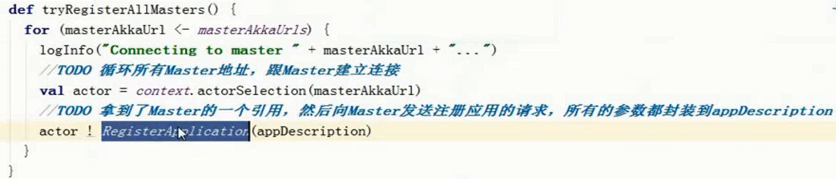 def tryRegisterAllMasters() {
for (masterAkkaUrl <- masterAkkaUrls) {
logInfo("Connecting to master " + masterAkkaUrl + "...")
//TODO 循环所有Master地址，跟Master建立连接
val actor = context.actorSelection(masterAkkaUrl)
//TODO 拿到了Master的一个引用，然后向Master发送注册应用的请求，所有的参数都封装到appDescription
actor ! RegisterApplication(appDescription)
}
}